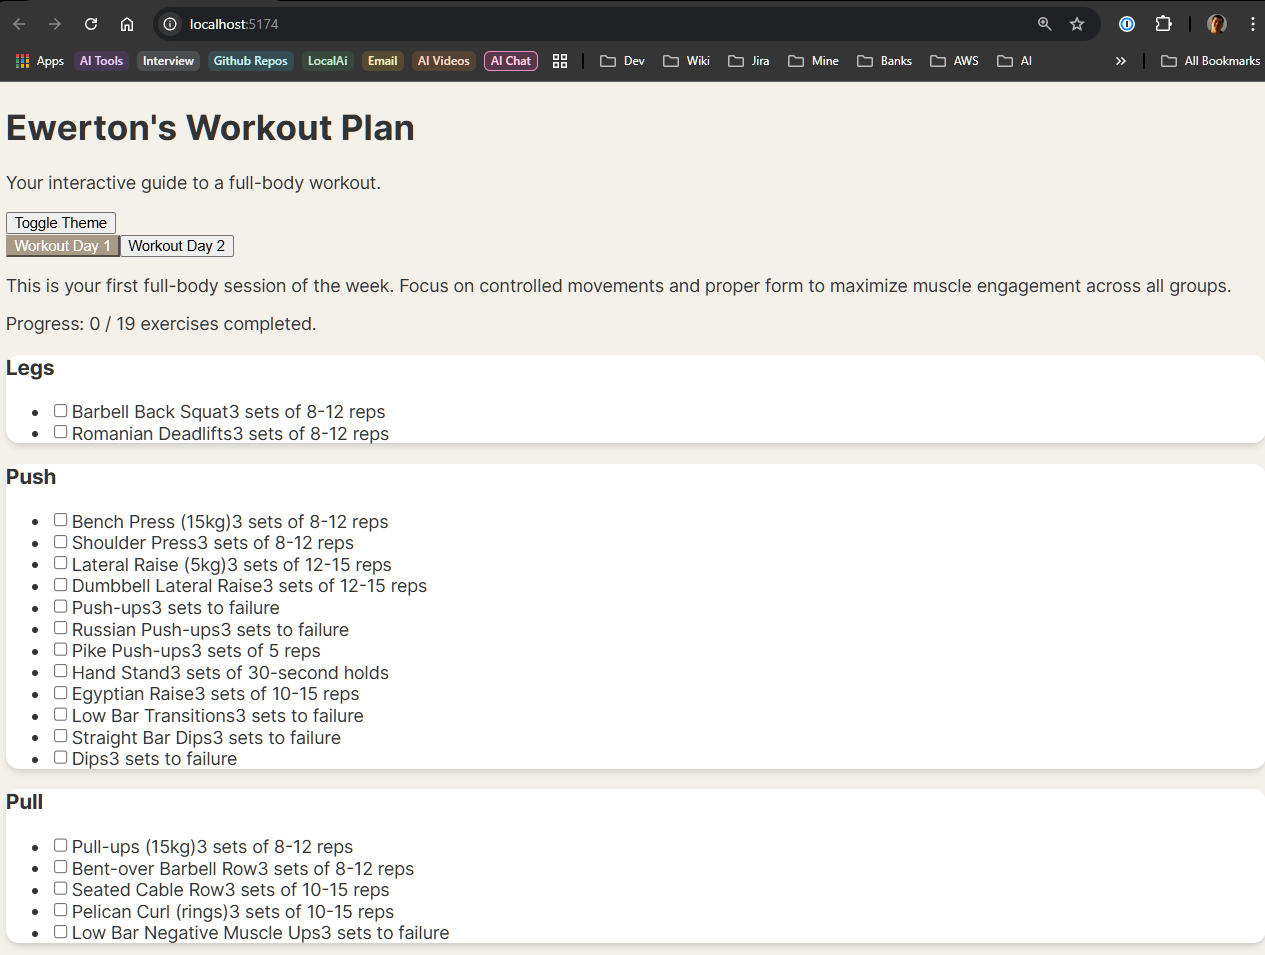 localhost:5174
Apps AI Tools Interview Github Repos LocalAi Email AI Videos AI Chat Dev Wiki Jira Mine Banks AWS AI » All Bookmarks
Ewerton's Workout Plan
Your interactive guide to a full-body workout.
Toggle Theme
Workout Day 1 Workout Day 2
This is your first full-body session of the week. Focus on controlled movements and proper form to maximize muscle engagement across all groups.
Progress: 0 / 19 exercises completed.
Legs
Barbell Back Squat3 sets of 8-12 reps
Romanian Deadlifts3 sets of 8-12 reps
Push
Bench Press (15kg)3 sets of 8-12 reps
Shoulder Press3 sets of 8-12 reps
Lateral Raise (5kg)3 sets of 12-15 reps
Dumbbell Lateral Raise3 sets of 12-15 reps
Push-ups3 sets to failure
Russian Push-ups3 sets to failure
Pike Push-ups3 sets of 5 reps
Hand Stand3 sets of 30-second holds
Egyptian Raise3 sets of 10-15 reps
Low Bar Transitions3 sets to failure
Straight Bar Dips3 sets to failure
Dips3 sets to failure
Pull
Pull-ups (15kg)3 sets of 8-12 reps
Bent-over Barbell Row3 sets of 8-12 reps
Seated Cable Row3 sets of 10-15 reps
Pelican Curl (rings)3 sets of 10-15 reps
Low Bar Negative Muscle Ups3 sets to failure